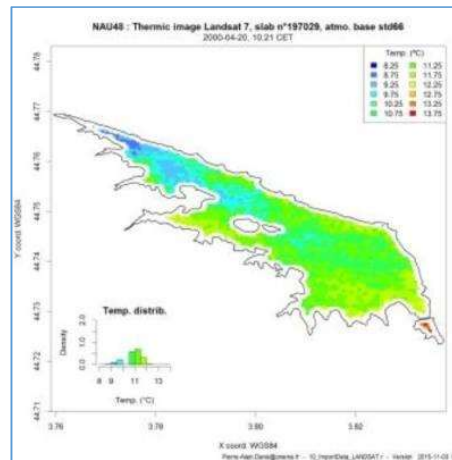 NAU48 : Thermic image Landsat 7, slab n°197029, atmo. base std66
2000-04-20, 10:21 CET
Temp. (°C)
8.25 11.25
8.75 11.75
9.25 12.25
9.75 12.75
10.25 13.25
10.75 13.75
Y coord. WGS84
44.78
44.77
44.76
44.75
44.74
44.73
44.72
44.71
Temp. distrib.
Density
2.0
1.0
0.0
8 9 11 13
Temp. (°C)
3.76 3.78 3.80 3.82
X coord. WGS84